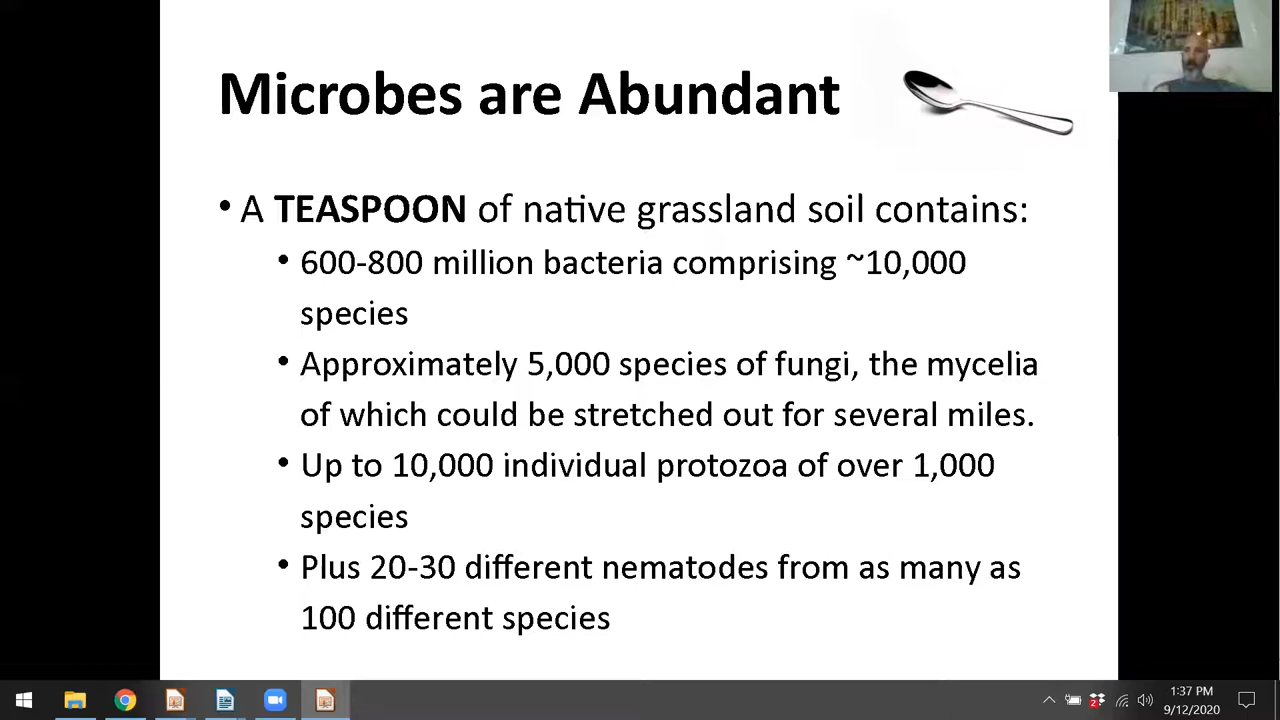 Microbes are Abundant
• A TEASPOON of native grassland soil contains:
• 600-800 million bacteria comprising ~10,000
species
• Approximately 5,000 species of fungi, the mycelia
of which could be stretched out for several miles.
• Up to 10,000 individual protozoa of over 1,000
species
• Plus 20-30 different nematodes from as many as
100 different species
2
1:37 PM
9/12/2020